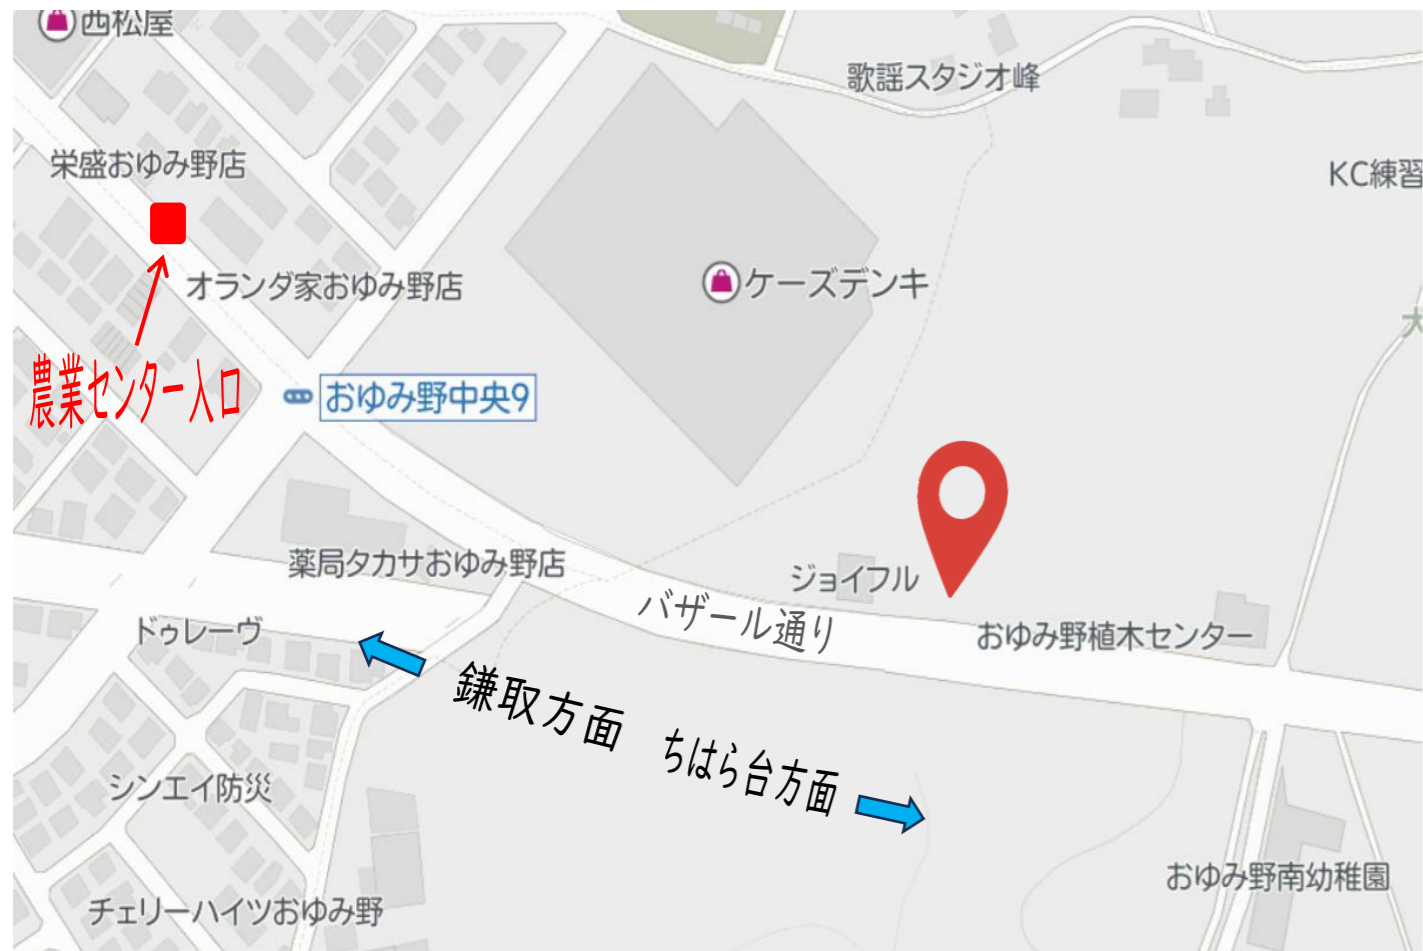 西松屋
歌謡スタジオ峰
栄盛おゆみ野店
KC練習
オランダ家おゆみ野店
ケーズデンキ
農業センター入口
おゆみ野中央9
薬局タカサおゆみ野店
ジョイフル
バザール通り
ドゥレーヴ
おゆみ野植木センター
鎌取方面
ちはら台方面
シンエイ防災
おゆみ野南幼稚園
チェリーハイツおゆみ野